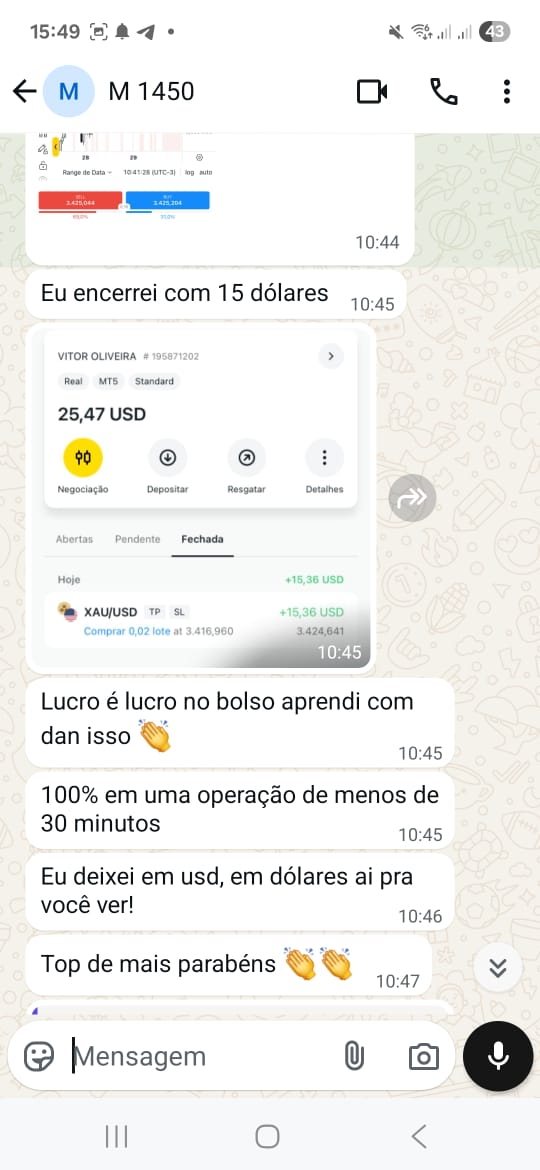 15:49
43
M
M 1450
28
29
Range de Data
10:41:28 (UTC-3)
log
auto
SELL
3.425,044
BUY
3.425,204
10:44
Eu encerrei com 15 dólares
10:45
VITOR OLIVEIRA # 195871202
Real
MT5
Standard
25,47 USD
Negociação
Depositar
Resgatar
Detalhes
Abertas
Pendente
Fechada
Hoje
+15,36 USD
XAU/USD TP SL
+15,36 USD
Comprar 0,02 lote at 3.416,960
3.424,641
10:45
Lucro é lucro no bolso aprendi com
dan isso 👏
10:45
100% em uma operação de menos de
30 minutos
10:45
Eu deixei em usd, em dólares ai pra
você ver!
10:46
Top de mais parabéns 👏👏
10:47
Mensagem